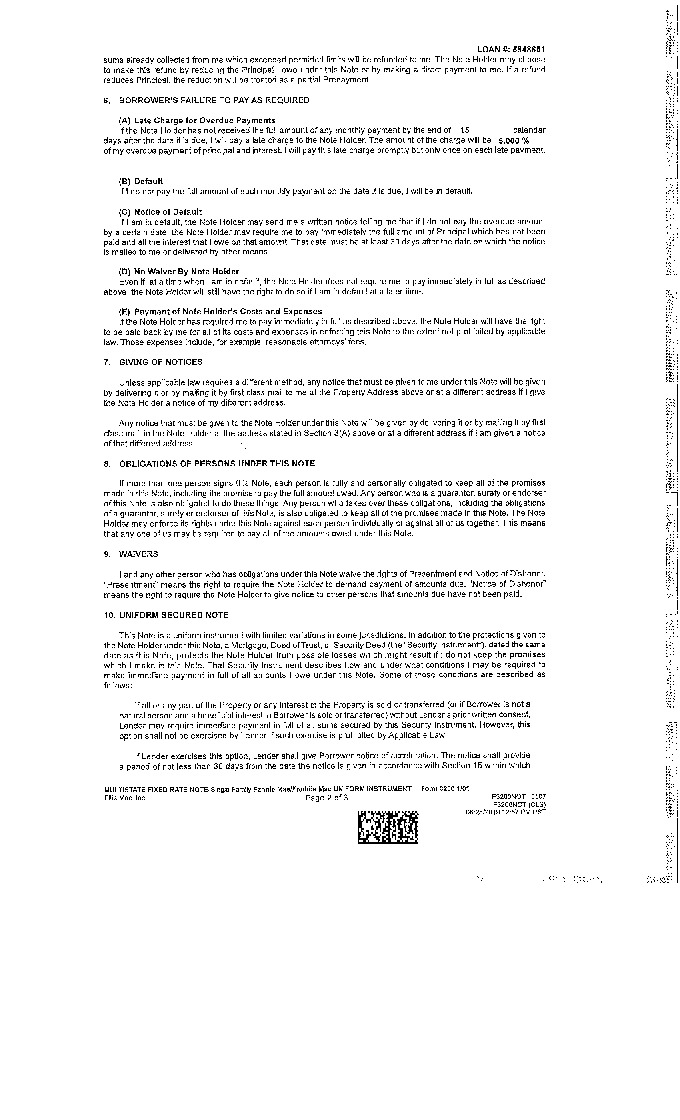 LOAN #: 8848651
sums already collected from me which exceeded permitted limits will be refunded to me. The Note Holder may choose
to make this refund by reducing the Principal I owe under this Note or by making a direct payment to me. If a refund
reduces Principal, the reduction will be treated as a partial Prepayment.
6. BORROWER'S FAILURE TO PAY AS REQUIRED
(A) Late Charge for Overdue Payments
If the Note Holder has not received the full amount of any monthly payment by the end of 15 calendar
days after the date it is due, I will pay a late charge to the Note Holder. The amount of the charge will be 5.000 %
of my overdue payment of principal and interest. I will pay this late charge promptly but only once on each late payment.
(B) Default
If I do not pay the full amount of each monthly payment on the date it is due, I will be in default.
(C) Notice of Default
If I am in default, the Note Holder may send me a written notice telling me that if I do not pay the overdue amount
by a certain date, the Note Holder may require me to pay immediately the full amount of Principal which has not been
paid and all the interest that I owe on that amount. That date must be at least 30 days after the date on which the notice
is mailed to me or delivered by other means.
(D) No Waiver By Note Holder
Even if, at a time when I am in default, the Note Holder does not require me to pay immediately in full as described
above, the Note Holder will still have the right to do so if I am in default at a later time.
(E) Payment of Note Holder's Costs and Expenses
If the Note Holder has required me to pay immediately in full as described above, the Note Holder will have the right
to be paid back by me for all of its costs and expenses in enforcing this Note to the extent not prohibited by applicable
law. Those expenses include, for example, reasonable attorneys' fees.
7. GIVING OF NOTICES
Unless applicable law requires a different method, any notice that must be given to me under this Note will be given
by delivering it or by mailing it by first class mail to me at the Property Address above or at a different address if I give
the Note Holder a notice of my different address.
Any notice that must be given to the Note Holder under this Note will be given by delivering it or by mailing it by first
class mail to the Note Holder at the address stated in Section 3(A) above or at a different address if I am given a notice
of that different address.
8. OBLIGATIONS OF PERSONS UNDER THIS NOTE
If more than one person signs this Note, each person is fully and personally obligated to keep all of the promises
made in this Note, including the promise to pay the full amount owed. Any person who is a guarantor, surety or endorser
of this Note is also obligated to do these things. Any person who takes over these obligations, including the obligations
of a guarantor, surety or endorser of this Note, is also obligated to keep all of the promises made in this Note. The Note
Holder may enforce its rights under this Note against each person individually or against all of us together. This means
that any one of us may be required to pay all of the amounts owed under this Note.
9. WAIVERS
I and any other person who has obligations under this Note waive the rights of Presentment and Notice of Dishonor.
"Presentment" means the right to require the Note Holder to demand payment of amounts due. "Notice of Dishonor"
means the right to require the Note Holder to give notice to other persons that amounts due have not been paid.
10. UNIFORM SECURED NOTE
This Note is a uniform instrument with limited variations in some jurisdictions. In addition to the protections given to
the Note Holder under this Note, a Mortgage, Deed of Trust, or Security Deed (the "Security Instrument"), dated the same
date as this Note, protects the Note Holder from possible losses which might result if I do not keep the promises
which I make in this Note. That Security Instrument describes how and under what conditions I may be required to
make immediate payment in full of all amounts I owe under this Note. Some of those conditions are described as
follows:
If all or any part of the Property or any Interest in the Property is sold or transferred (or if Borrower is not a
natural person and a beneficial interest in Borrower is sold or transferred) without Lender's prior written consent,
Lender may require immediate payment in full of all sums secured by this Security Instrument. However, this
option shall not be exercised by Lender if such exercise is prohibited by Applicable Law.
If Lender exercises this option, Lender shall give Borrower notice of acceleration. The notice shall provide
a period of not less than 30 days from the date the notice is given in accordance with Section 15 within which
MULTISTATE FIXED RATE NOTE Single Family Fannie Mae/Freddie Mac UNIFORM INSTRUMENT Form 3200 1/01
Ellie Mae, Inc. Page 2 of 3
F3200NOT 0107
F3200NOT (CLS)